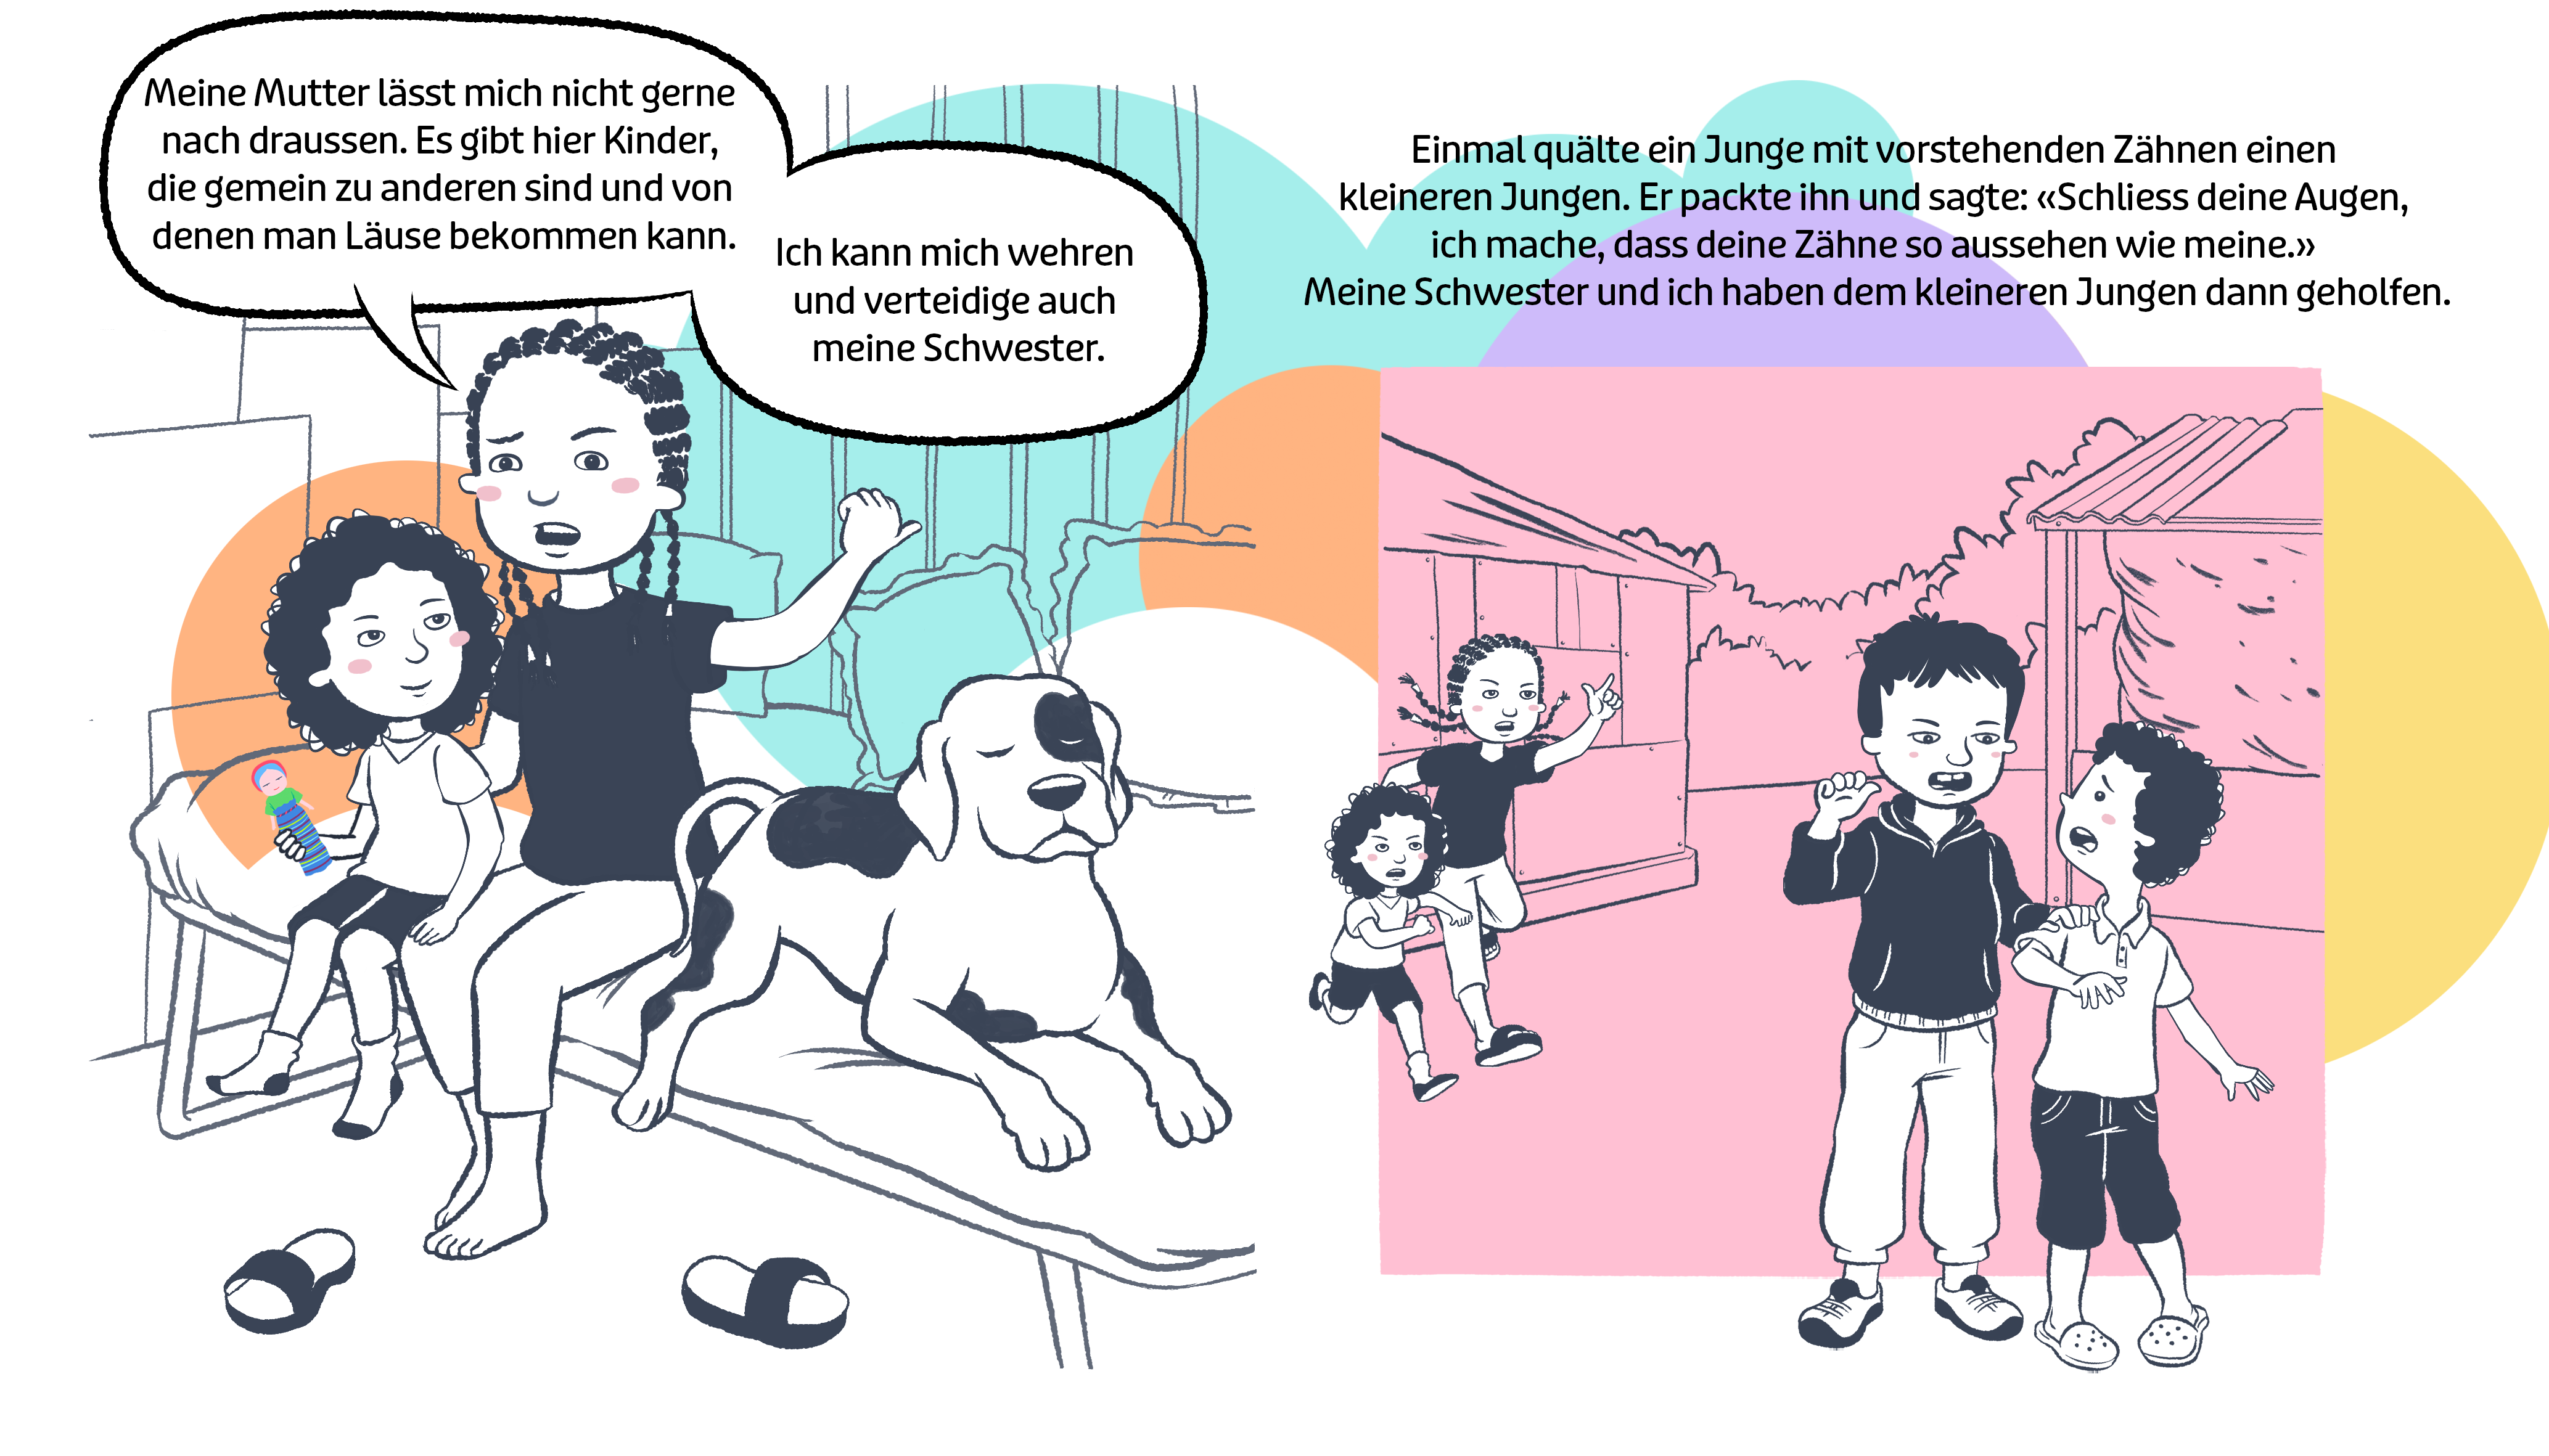 Meine Mutter lässt mich nicht gerne
nach draussen. Es gibt hier Kinder,
die gemein zu anderen sind und von
denen man Läuse bekommen kann.
Ich kann mich wehren
und verteidige auch
meine Schwester.
Einmal quälte ein Junge mit vorstehenden Zähnen einen
kleineren Jungen. Er packte ihn und sagte: «Schliess deine Augen,
ich mache, dass deine Zähne so aussehen wie meine.»
Meine Schwester und ich haben dem kleineren Jungen dann geholfen.